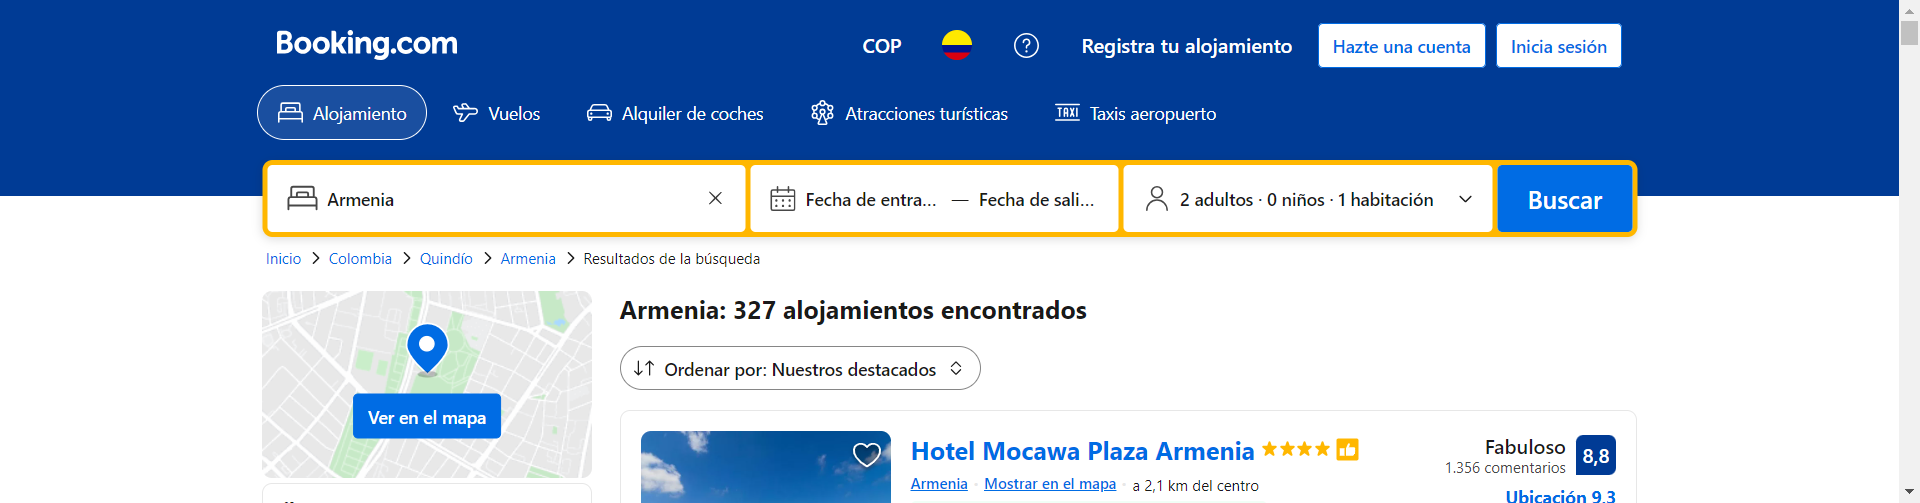 Booking.com
COP
Registra tu alojamiento
Hazte una cuenta
Inicia sesión
Alojamiento
Vuelos
Alquiler de coches
Atracciones turísticas
TAXI
Taxis aeropuerto
Armenia
Fecha de entra... — Fecha de sali...
2 adultos · 0 niños · 1 habitación
Buscar
Inicio > Colombia > Quindío > Armenia > Resultados de la búsqueda
Ver en el mapa
Armenia: 327 alojamientos encontrados
Ordenar por: Nuestros destacados
Hotel Mocawa Plaza Armenia
Armenia · Mostrar en el mapa · a 2,1 km del centro
Fabuloso
1.356 comentarios
8,8
Ubicación 9,3